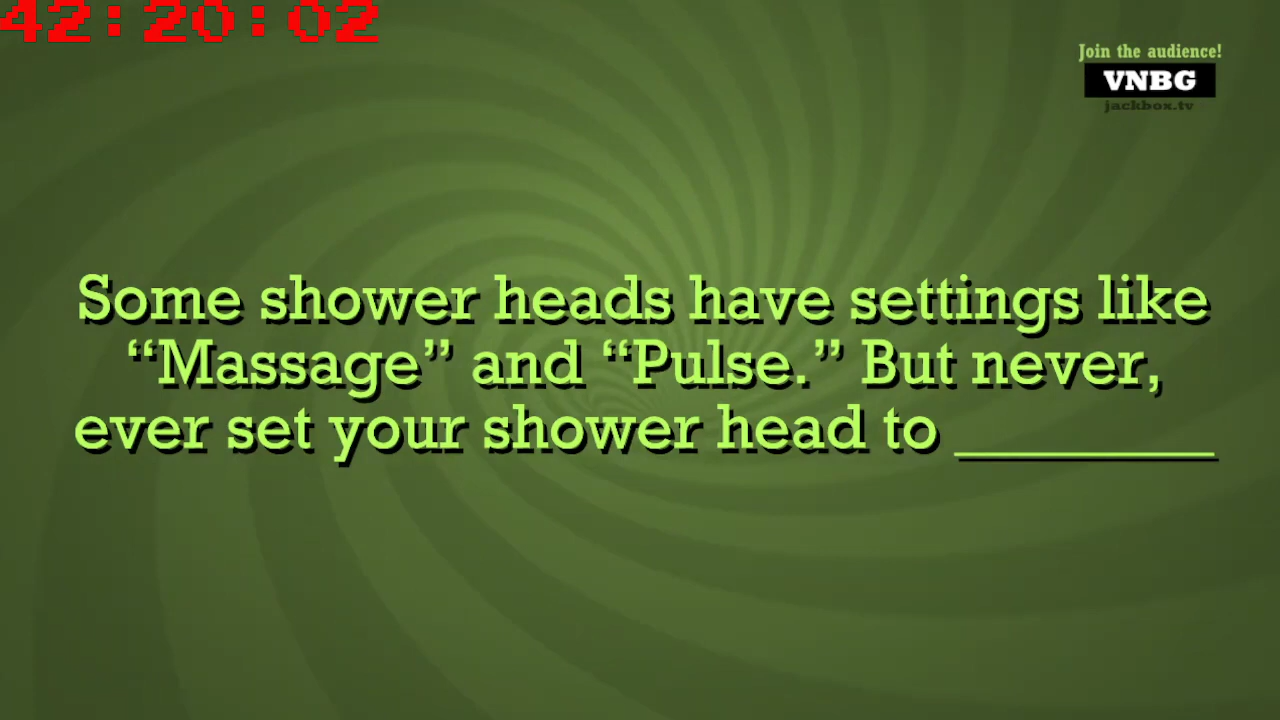 42:20:02
Join the audience!
VNBG
jackbox.tv
Some shower heads have settings like
“Massage” and “Pulse.” But never,
ever set your shower head to _________